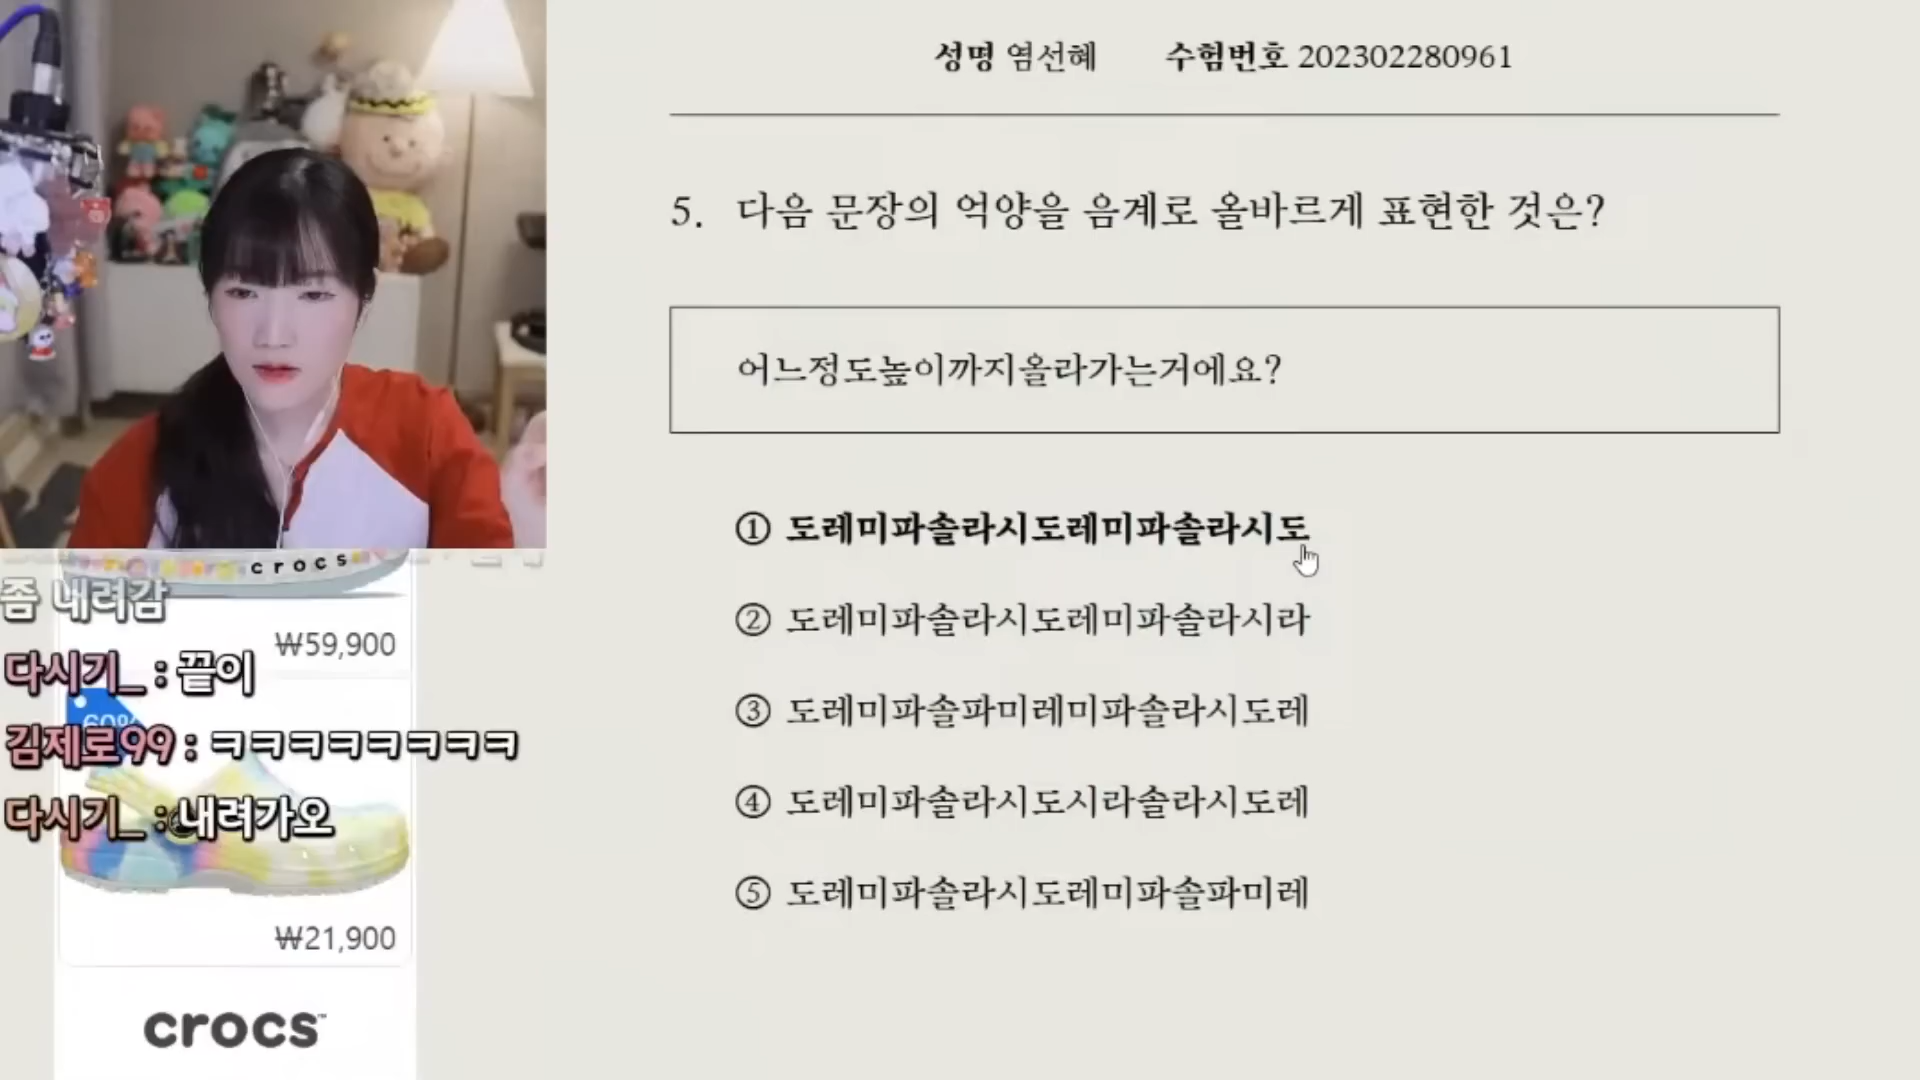 성명 염선혜 수험번호 202302280961
5. 다음 문장의 억양을 음계로 올바르게 표현한 것은?
어느정도높이까지올라가는거에요?
① 도레미파솔라시도레미파솔라시도
② 도레미파솔라시도레미파솔라시라
③ 도레미파솔파미레미파솔라시도레
④ 도레미파솔라시도시라솔라시도레
⑤ 도레미파솔라시도레미파솔파미레
crocs
좀 내려감
₩59,900
다시기_ : 끝이
60%
김제로99 : ㅋㅋㅋㅋㅋㅋㅋㅋ
다시기_ : 내려가오
₩21,900
crocs™